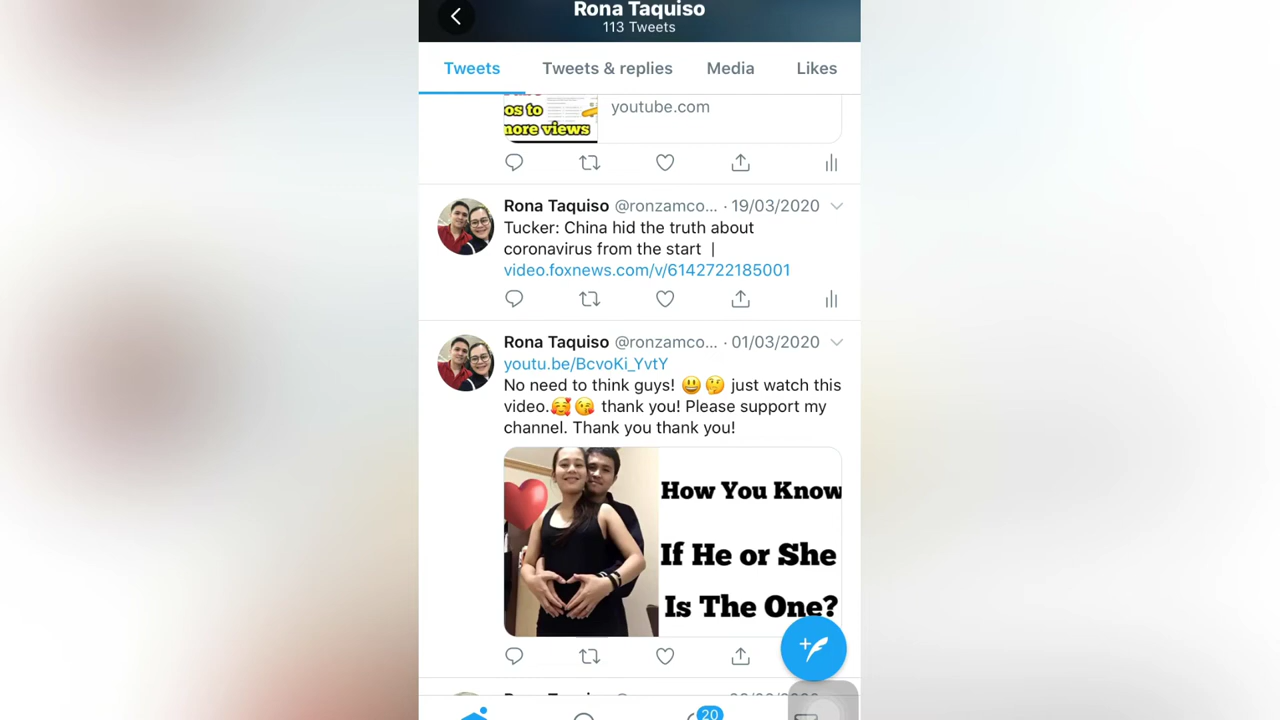 Rona Taquiso
113 Tweets
Tweets Tweets & replies Media Likes
os to
more views
youtube.com
Rona Taquiso @ronzamco... · 19/03/2020
Tucker: China hid the truth about
coronavirus from the start |
video.foxnews.com/v/6142722185001
Rona Taquiso @ronzamco... · 01/03/2020
youtu.be/BcvoKi_YvtY
No need to think guys! 😃🤔 just watch this
video.🥰😘 thank you! Please support my
channel. Thank you thank you!
How You Know
If He or She
Is The One?
20